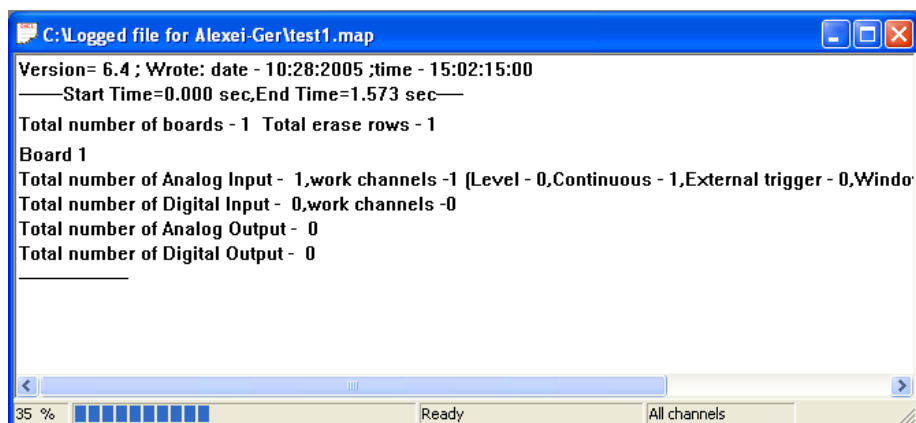 C:\Logged file for Alexei-Ger\test1.map
Version= 6.4 ; Wrote: date - 10:28:2005 ;time - 15:02:15:00
——Start Time=0.000 sec,End Time=1.573 sec——
Total number of boards - 1  Total erase rows - 1
Board 1
Total number of Analog Input -  1,work channels -1 (Level - 0,Continuous - 1,External trigger - 0,Windo
Total number of Digital Input -  0,work channels -0
Total number of Analog Output -  0
Total number of Digital Output -  0
35 % Ready All channels